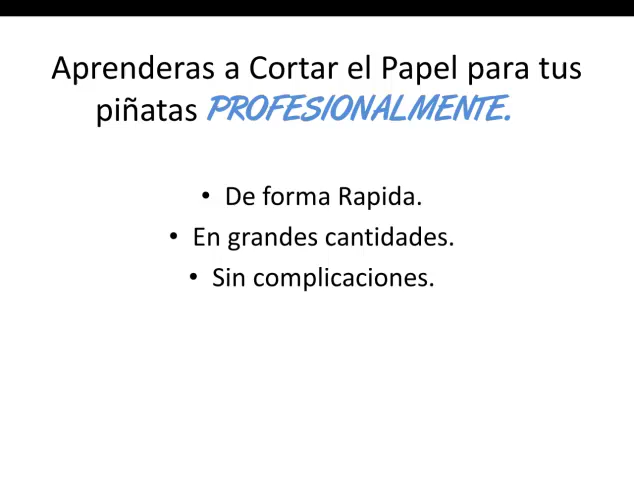 Aprenderas a Cortar el Papel para tus
piñatas PROFESIONALMENTE.
• De forma Rapida.
• En grandes cantidades.
• Sin complicaciones.